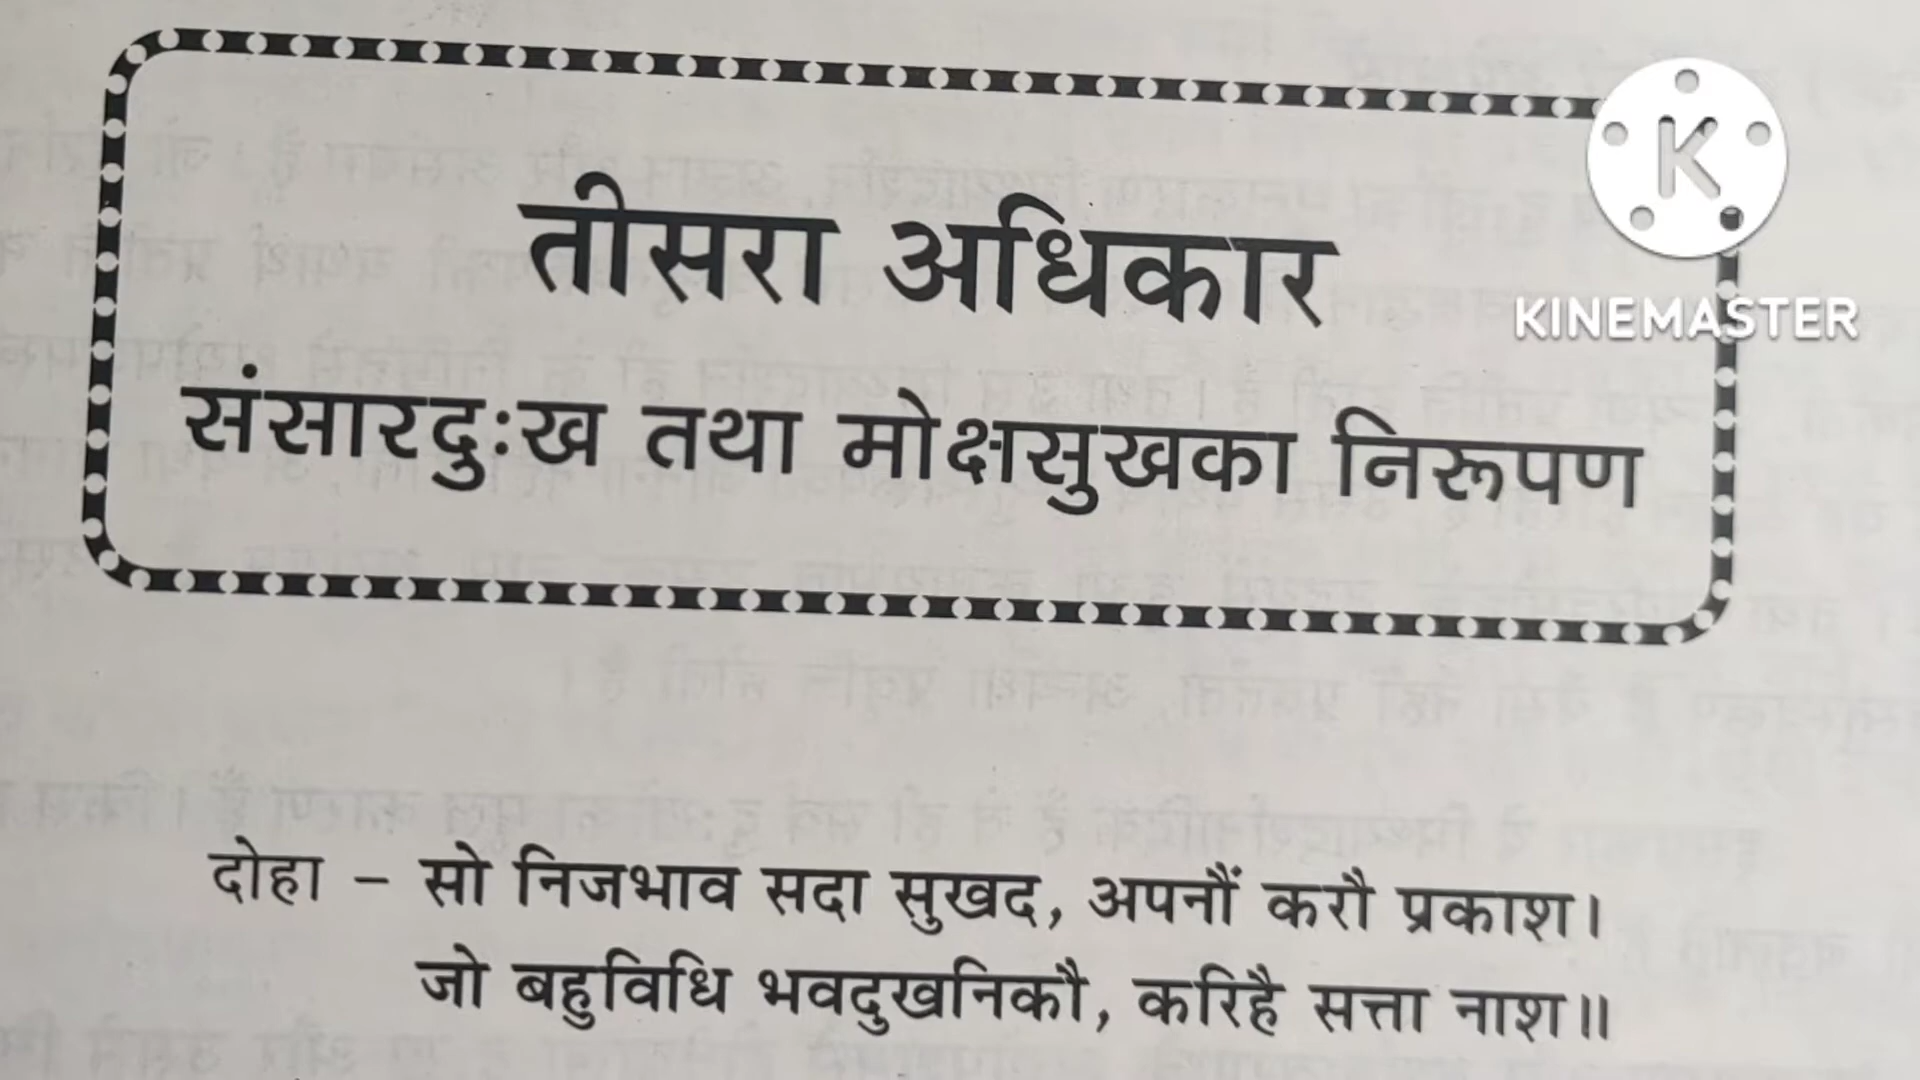 तीसरा अधिकार
K
KINEMASTER
संसारदुःख तथा मोक्षसुखका निरूपण
दोहा – सो निजभाव सदा सुखद, अपनौं करौ प्रकाश।
जो बहुविधि भवदुखनिकौ, करिहै सत्ता नाश॥